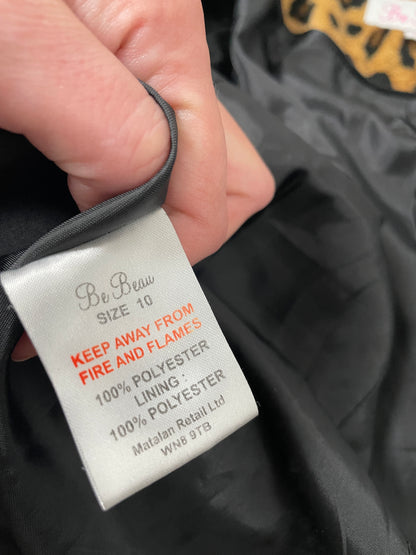 Be Beau
SIZE 10
KEEP AWAY FROM
FIRE AND FLAMES
100% POLYESTER
LINING :
100% POLYESTER
Matalan Retail Ltd
WN8 9TB